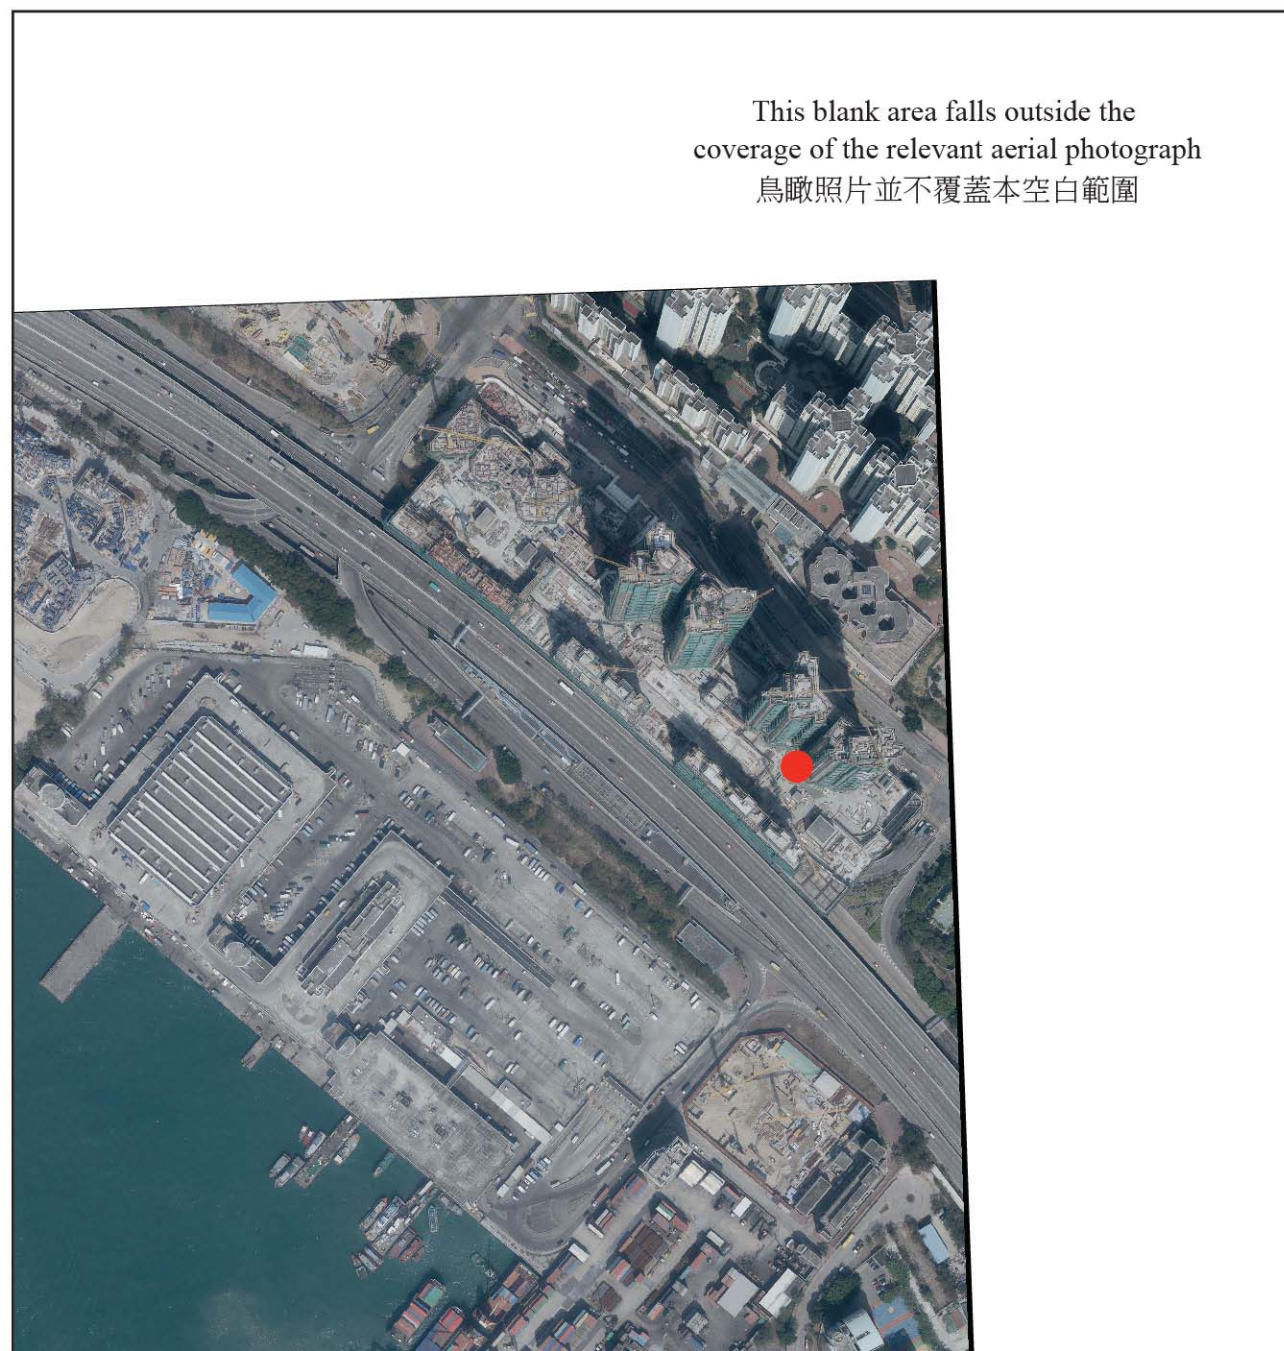 This blank area falls outside the
coverage of the relevant aerial photograph
鳥瞰照片並不覆蓋本空白範圍